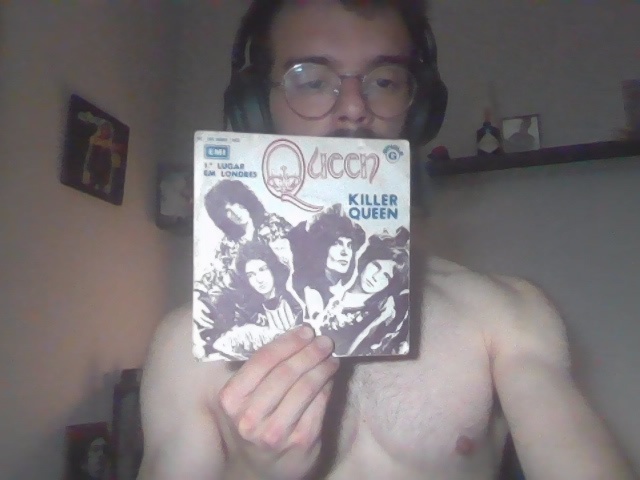 EMI
1.º LUGAR
EM LONDRES
Queen
G
KILLER
QUEEN